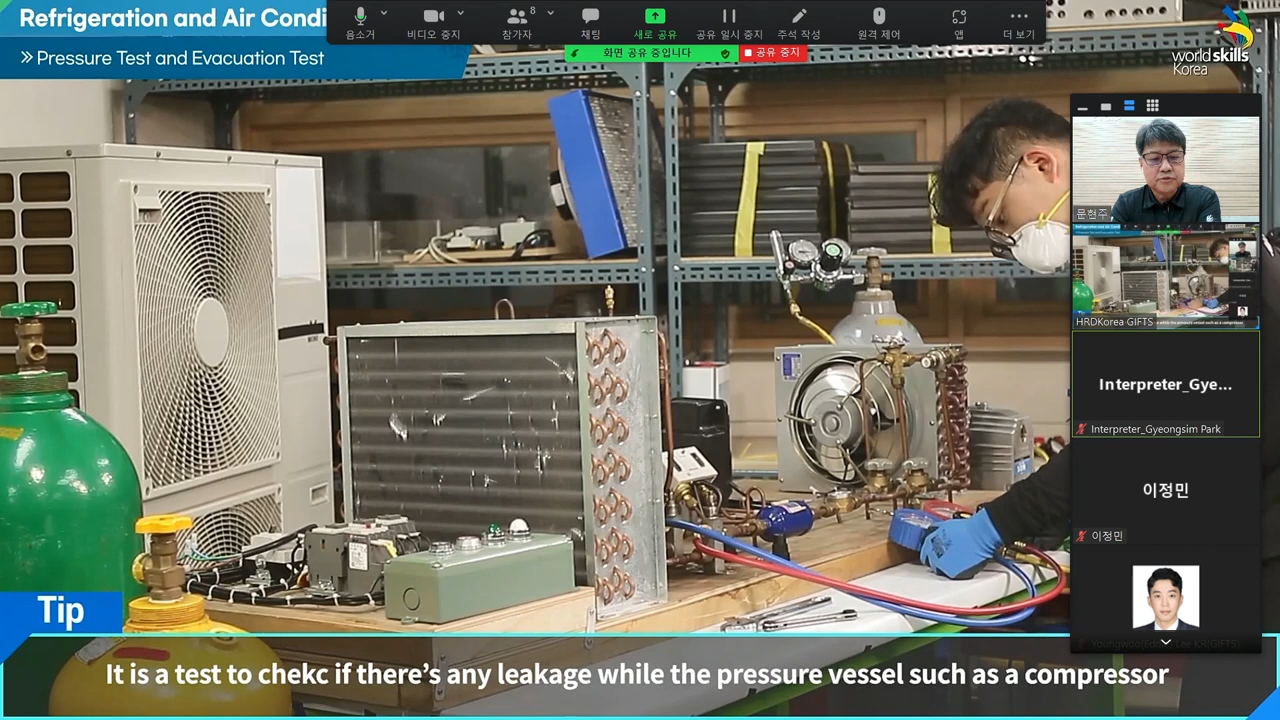 Refrigeration and Air Condi
Pressure Test and Evacuation Test
음소거
비디오 중지
8
참가자
채팅
새로 공유
공유 일시 중지
주석 작성
원격 제어
앱
더 보기
화면 공유 중입니다
공유 중지
world skills
Korea
문현주
HRDKorea GIFTS
Interpreter_Gye...
Interpreter_Gyeongsim Park
이정민
이정민
Tip
It is a test to chekc if there's any leakage while the pressure vessel such as a compressor